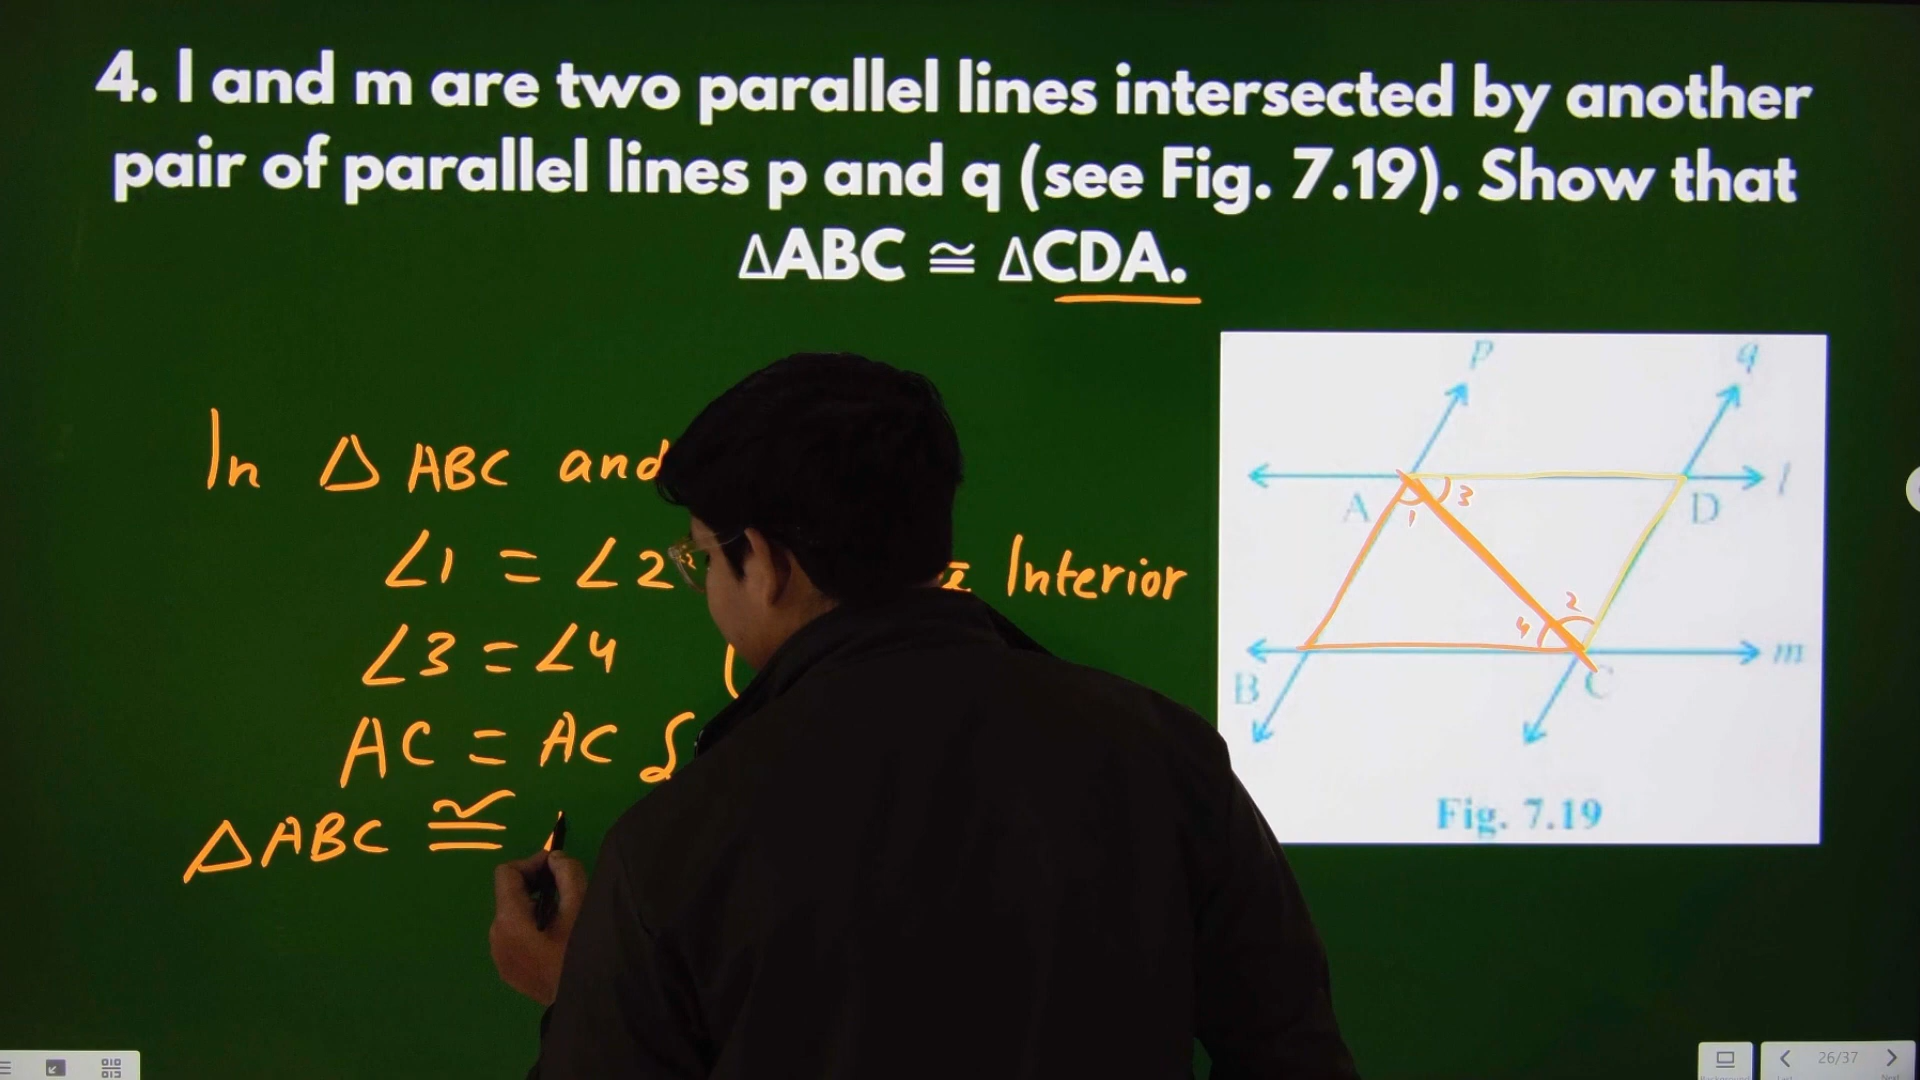 4. l and m are two parallel lines intersected by another
pair of parallel lines p and q (see Fig. 7.19). Show that
ΔABC ≅ ΔCDA.
In Δ ABC and
∠1 = ∠2
Interior
∠3 = ∠4 (
AC = AC
ΔABC ≅
p
q
A
1
3
D
l
4
2
B
C
m
Fig. 7.19
26/37